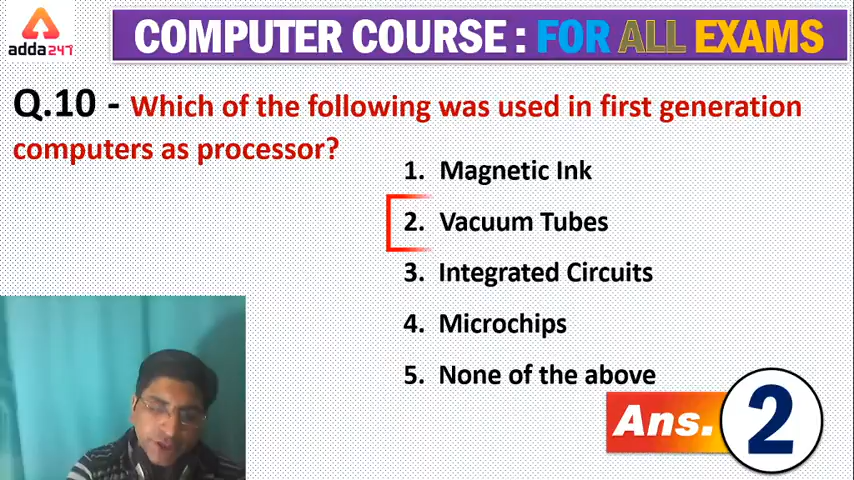 adda247
COMPUTER COURSE : FOR ALL EXAMS
Q.10 - Which of the following was used in first generation
computers as processor?
1. Magnetic Ink
2. Vacuum Tubes
3. Integrated Circuits
4. Microchips
5. None of the above
Ans. 2